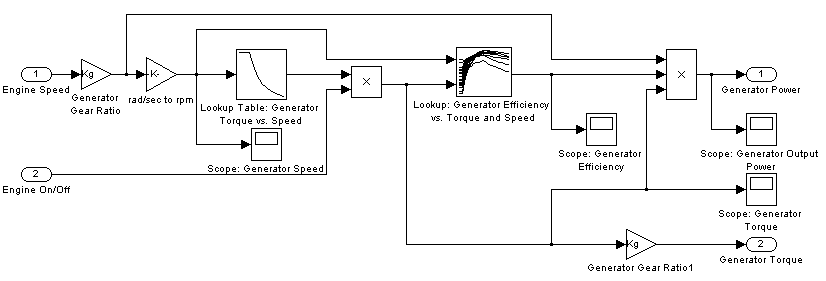 1
Engine Speed
Kg
Generator
Gear Ratio
-K-
rad/sec to rpm
Lookup Table: Generator
Torque vs. Speed
Scope: Generator Speed
2
Engine On/Off
×
Lookup: Generator Efficiency
vs. Torque and Speed
Scope: Generator
Efficiency
×
1
Generator Power
Scope: Generator Output
Power
Scope: Generator
Torque
Kg
Generator Gear Ratio1
2
Generator Torque